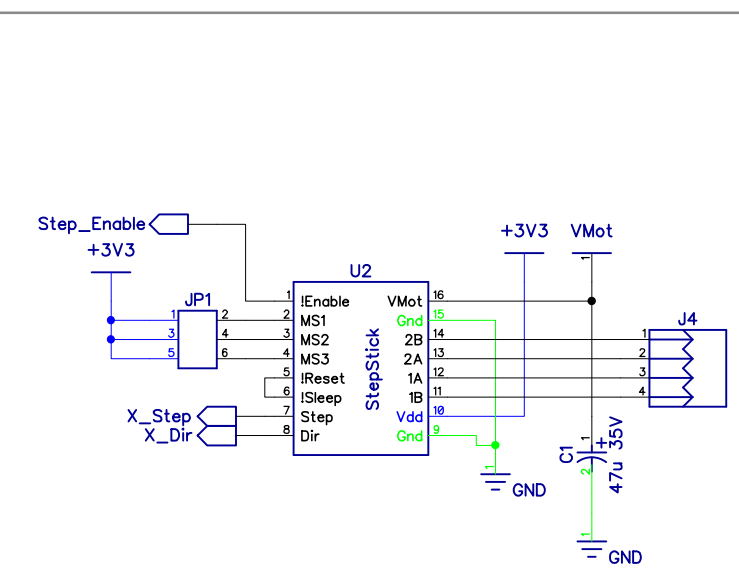 Step_Enable
+3V3
+3V3
VMot
1
U2
JP1
J4
1
!Enable
VMot
16
1
2
2
MS1
Gnd
15
3
4
3
MS2
2B
14
1
5
6
4
MS3
2A
13
2
5
!Reset
1A
12
3
6
!Sleep
1B
11
4
StepStick
X_Step
7
Step
Vdd
10
X_Dir
8
Dir
Gnd
9
1
GND
C1
1
+
2
47u 35V
1
GND